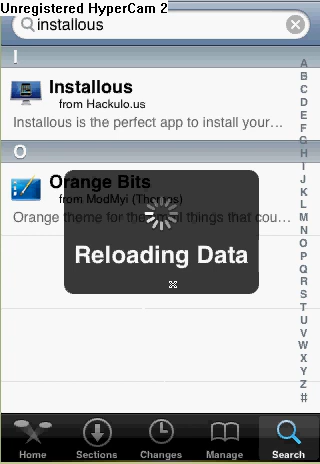 Unregistered HyperCam 2
installous
I
Installous
from Hackulo.us
Installous is the perfect app to install your...
O
Orange Bits
from ModMyi (Themes)
Orange theme for the small things that cou...
Reloading Data
A
B
C
D
E
F
G
H
I
J
K
L
M
N
O
P
Q
R
S
T
U
V
W
X
Y
Z
#
Home
Sections
Changes
Manage
Search